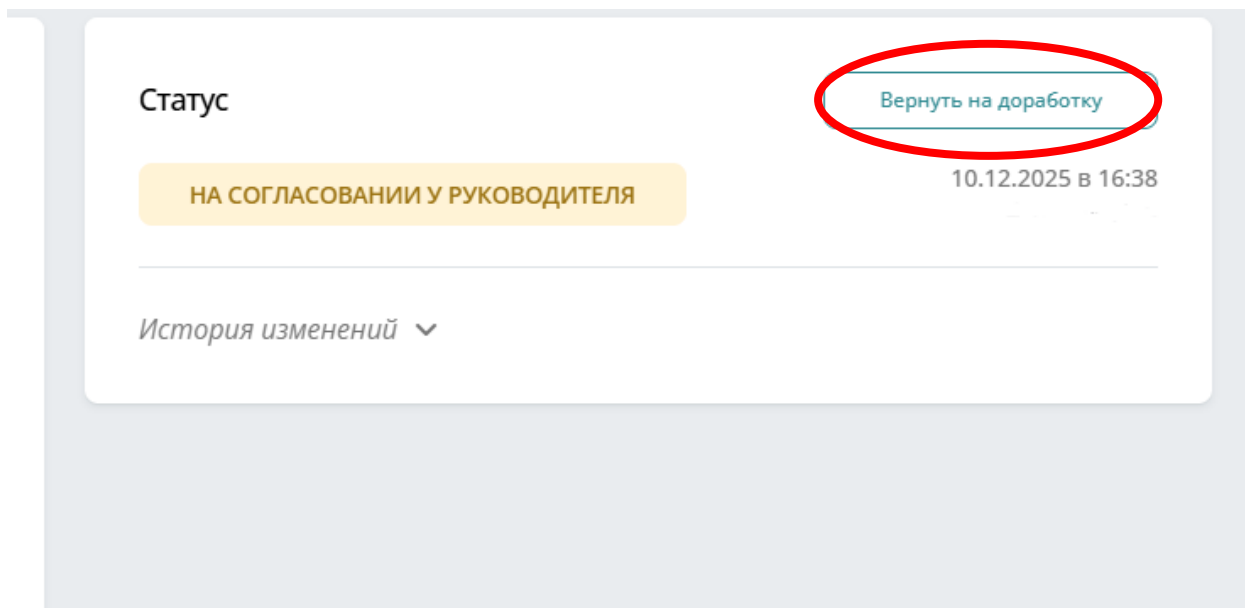 Статус
Вернуть на доработку
НА СОГЛАСОВАНИИ У РУКОВОДИТЕЛЯ
10.12.2025 в 16:38
История изменений